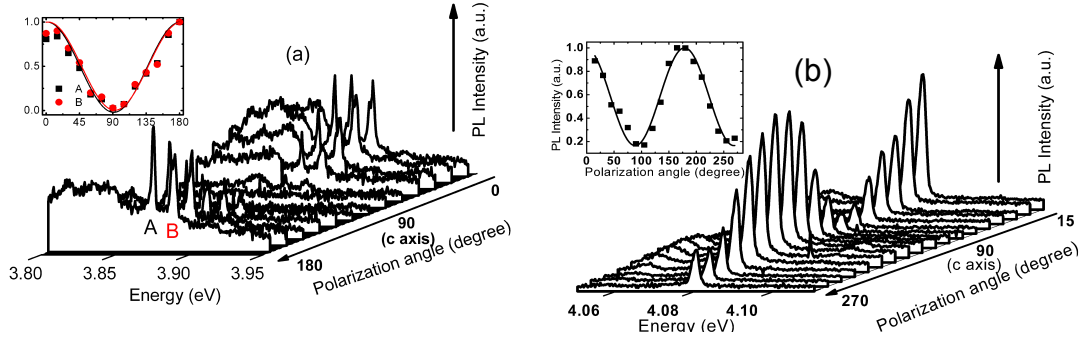 (a)
1.0
0.5
0.0
A
B
0 45 90 135 180
PL Intensity (a.u.)
A
B
3.80 3.85 3.90 3.95
Energy (eV)
0
90
(c axis)
180
Polarization angle (degree)
(b)
PL Intensity (a.u.)
1.0
0.8
0.6
0.4
0.2
0 50 100 150 200 250
Polarization angle (degree)
PL Intensity (a.u.)
4.06 4.08 4.10
Energy (eV)
15
90
(c axis)
270
Polarization angle (degree)